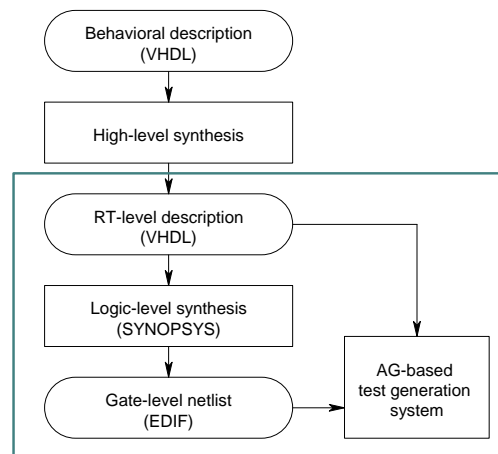 Behavioral description
(VHDL)
High-level synthesis
RT-level description
(VHDL)
Logic-level synthesis
(SYNOPSYS)
AG-based
test generation
system
Gate-level netlist
(EDIF)